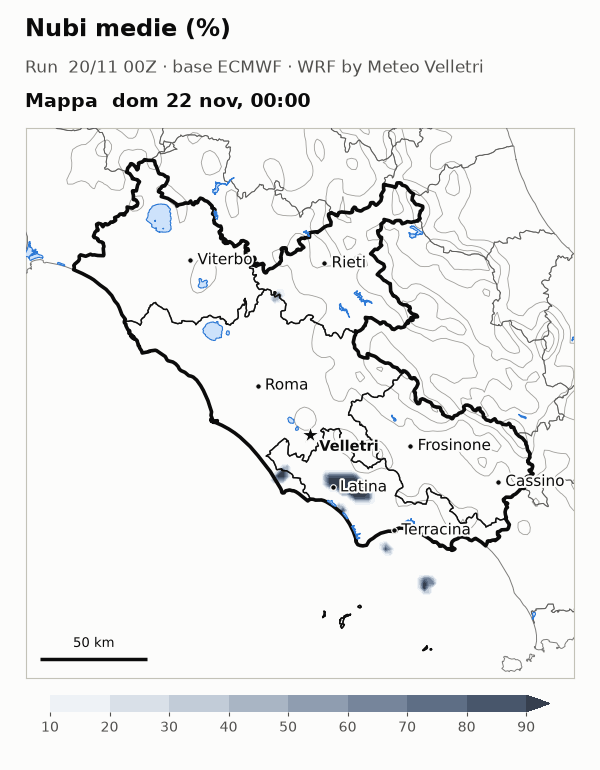 Nubi medie (%)
Run 20/11 00Z · base ECMWF · WRF by Meteo Velletri
Mappa dom 22 nov, 00:00
Viterbo
Rieti
Roma
Velletri
Frosinone
Latina
Cassino
Terracina
50 km
10 20 30 40 50 60 70 80 90